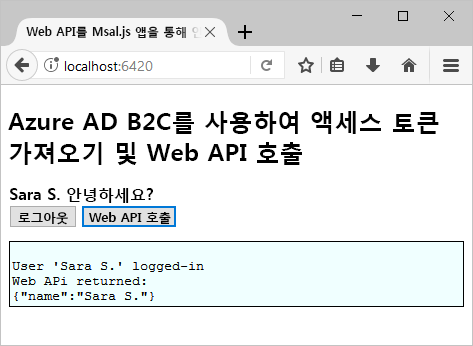 Web API를 Msal.js 앱을 통해
localhost:6420
Azure AD B2C를 사용하여 액세스 토큰
가져오기 및 Web API 호출
Sara S. 안녕하세요?
로그아웃 Web API 호출
User 'Sara S.' logged-in
Web APi returned:
{"name":"Sara S."}